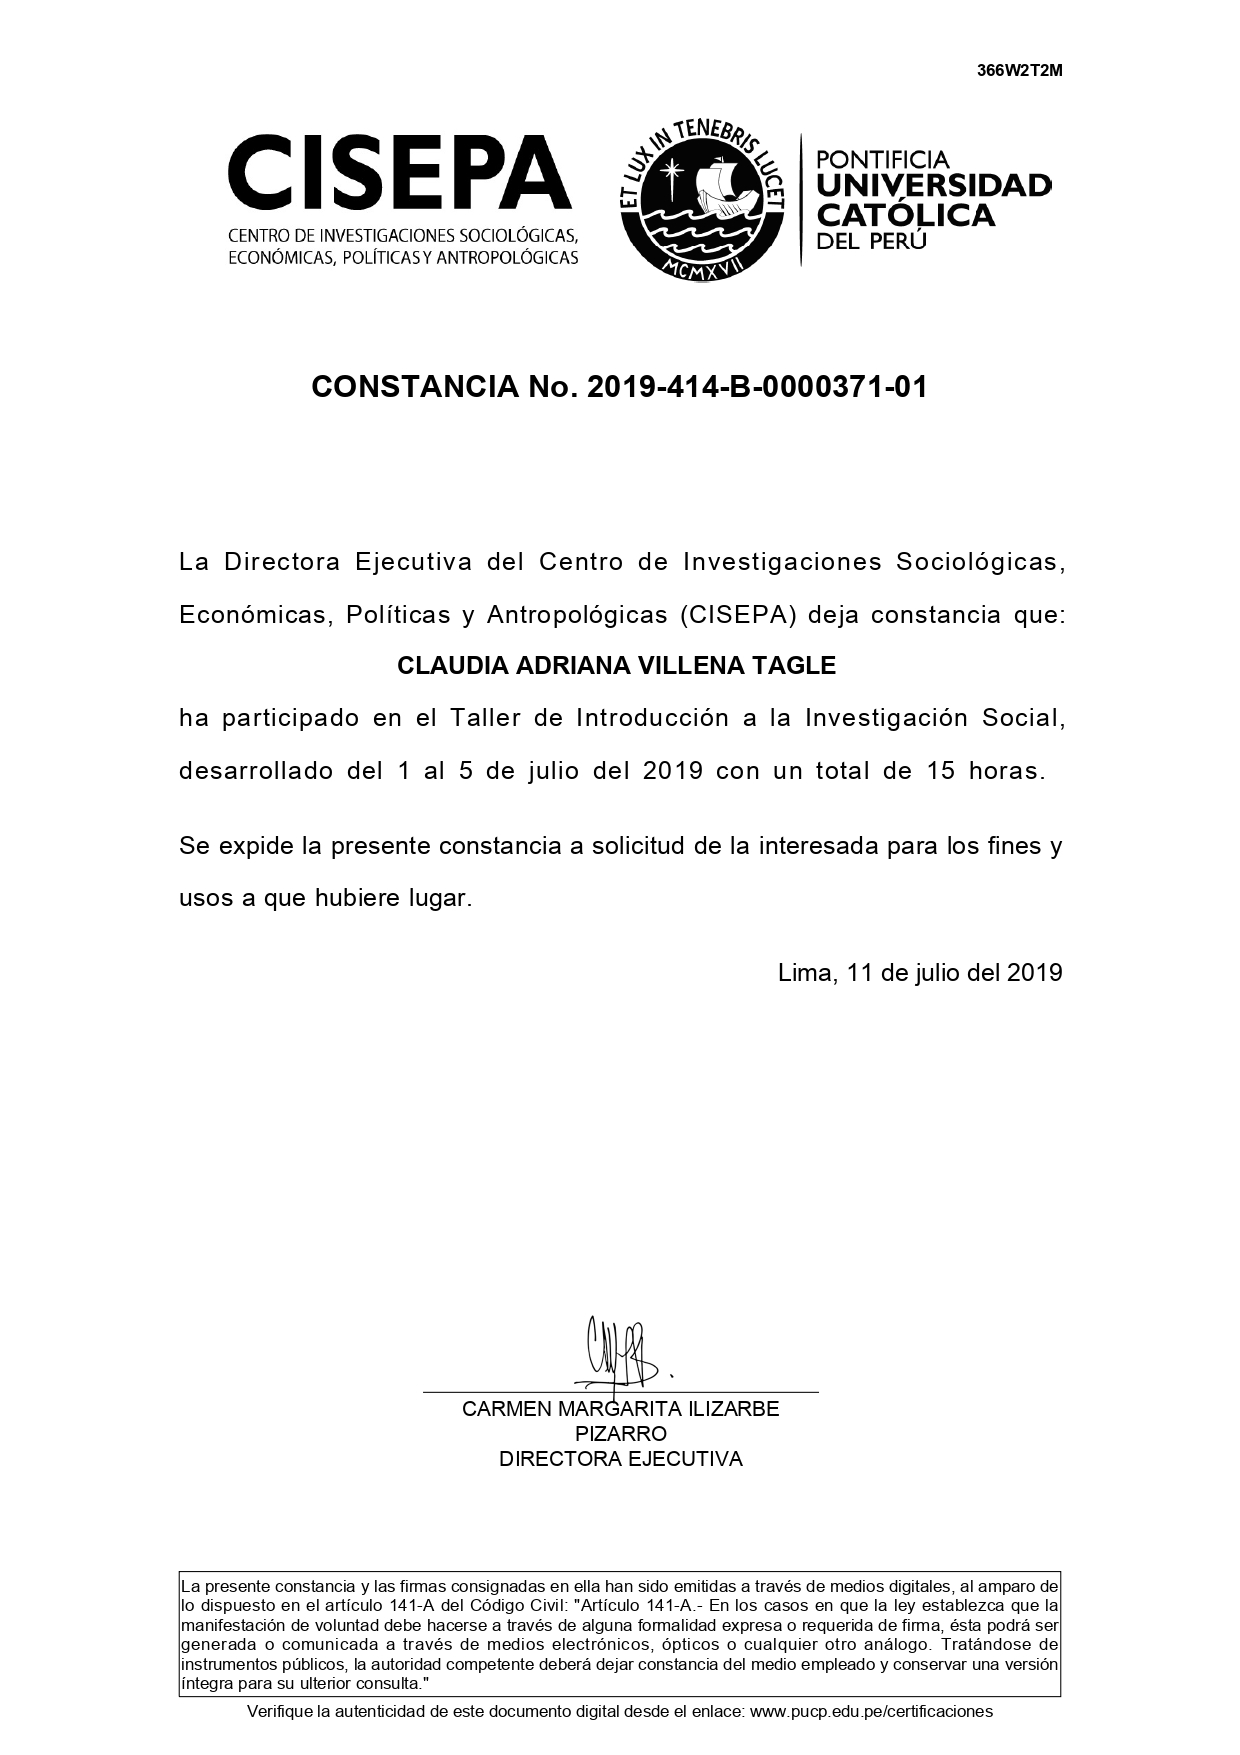 366W2T2M
CISEPA
CENTRO DE INVESTIGACIONES SOCIOLÓGICAS,
ECONÓMICAS, POLÍTICAS Y ANTROPOLÓGICAS
ET LUX IN TENEBRIS LUCET
MCMXVII
PONTIFICIA
UNIVERSIDAD
CATÓLICA
DEL PERÚ
CONSTANCIA No. 2019-414-B-0000371-01
La Directora Ejecutiva del Centro de Investigaciones Sociológicas,
Económicas, Políticas y Antropológicas (CISEPA) deja constancia que:
CLAUDIA ADRIANA VILLENA TAGLE
ha participado en el Taller de Introducción a la Investigación Social,
desarrollado del 1 al 5 de julio del 2019 con un total de 15 horas.
Se expide la presente constancia a solicitud de la interesada para los fines y
usos a que hubiere lugar.
Lima, 11 de julio del 2019
CARMEN MARGARITA ILIZARBE
PIZARRO
DIRECTORA EJECUTIVA
La presente constancia y las firmas consignadas en ella han sido emitidas a través de medios digitales, al amparo de
lo dispuesto en el artículo 141-A del Código Civil: "Artículo 141-A.- En los casos en que la ley establezca que la
manifestación de voluntad debe hacerse a través de alguna formalidad expresa o requerida de firma, ésta podrá ser
generada o comunicada a través de medios electrónicos, ópticos o cualquier otro análogo. Tratándose de
instrumentos públicos, la autoridad competente deberá dejar constancia del medio empleado y conservar una versión
íntegra para su ulterior consulta."
Verifique la autenticidad de este documento digital desde el enlace: www.pucp.edu.pe/certificaciones